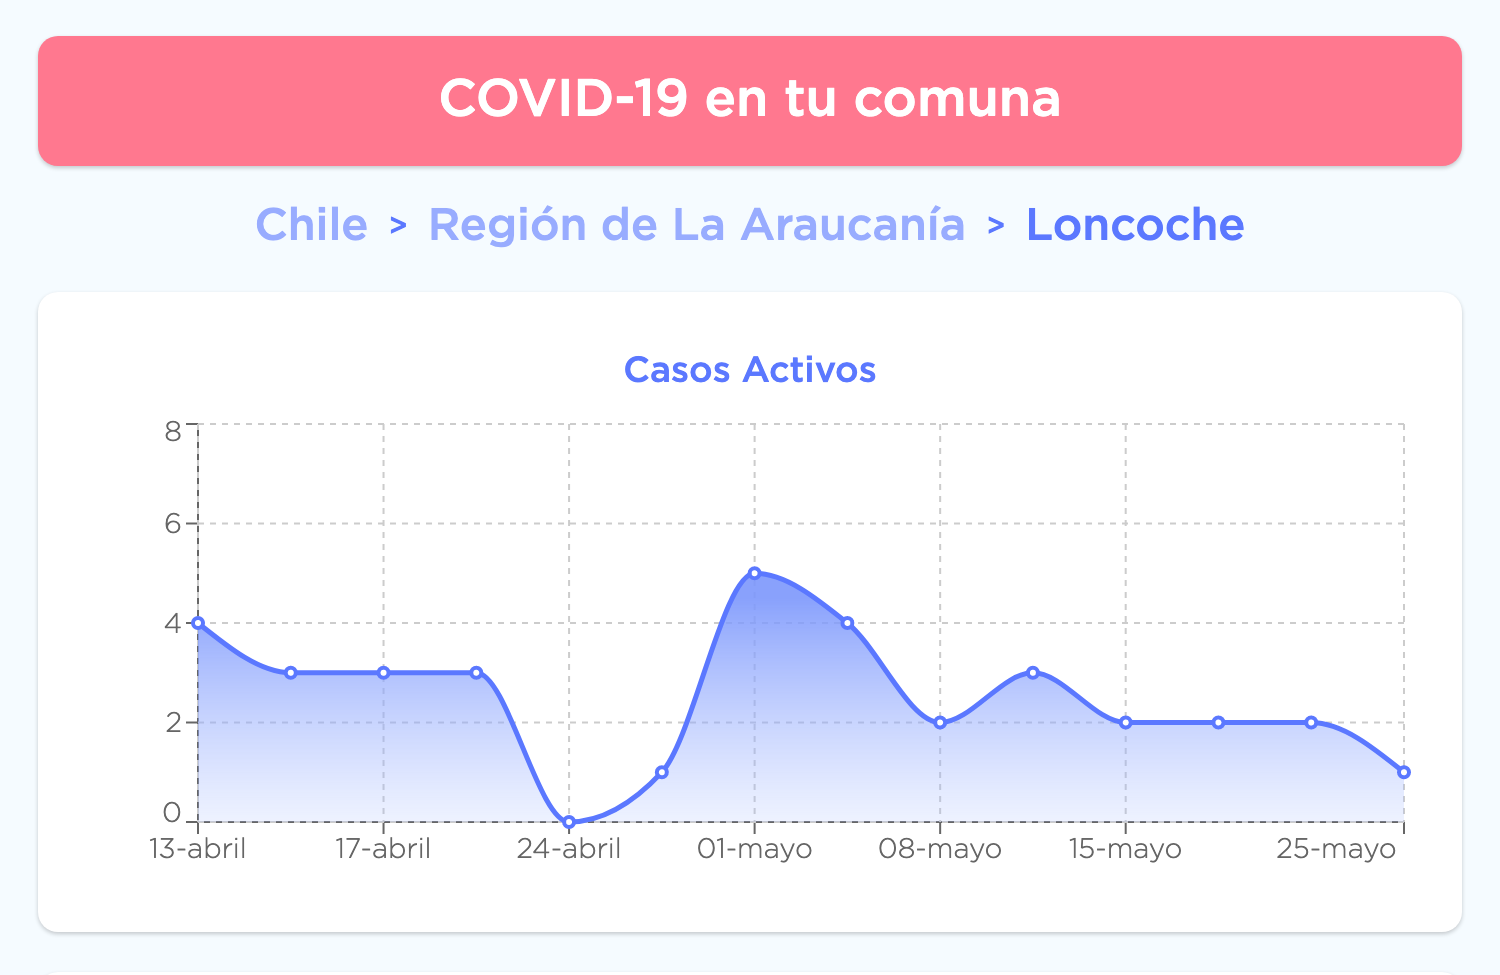 COVID-19 en tu comuna
Chile > Región de La Araucanía > Loncoche
Casos Activos
8
6
4
2
0
13-abril 17-abril 24-abril 01-mayo 08-mayo 15-mayo 25-mayo